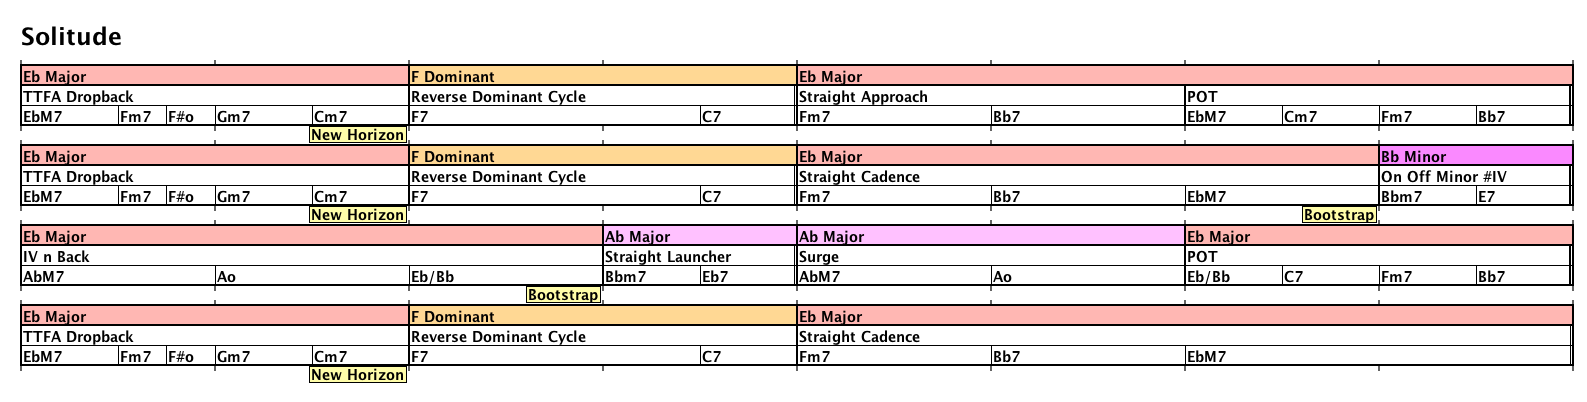 Solitude
Eb Major F Dominant Eb Major
TTFA Dropback Reverse Dominant Cycle Straight Approach POT
EbM7 Fm7 F#o Gm7 Cm7 F7 C7 Fm7 Bb7 EbM7 Cm7 Fm7 Bb7
New Horizon
Eb Major F Dominant Eb Major Bb Minor
TTFA Dropback Reverse Dominant Cycle Straight Cadence On Off Minor #IV
EbM7 Fm7 F#o Gm7 Cm7 F7 C7 Fm7 Bb7 EbM7 Bbm7 E7
New Horizon Bootstrap
Eb Major Ab Major Ab Major Eb Major
IV n Back Straight Launcher Surge POT
AbM7 Ao Eb/Bb Bbm7 Eb7 AbM7 Ao Eb/Bb C7 Fm7 Bb7
Bootstrap
Eb Major F Dominant Eb Major
TTFA Dropback Reverse Dominant Cycle Straight Cadence
EbM7 Fm7 F#o Gm7 Cm7 F7 C7 Fm7 Bb7 EbM7
New Horizon